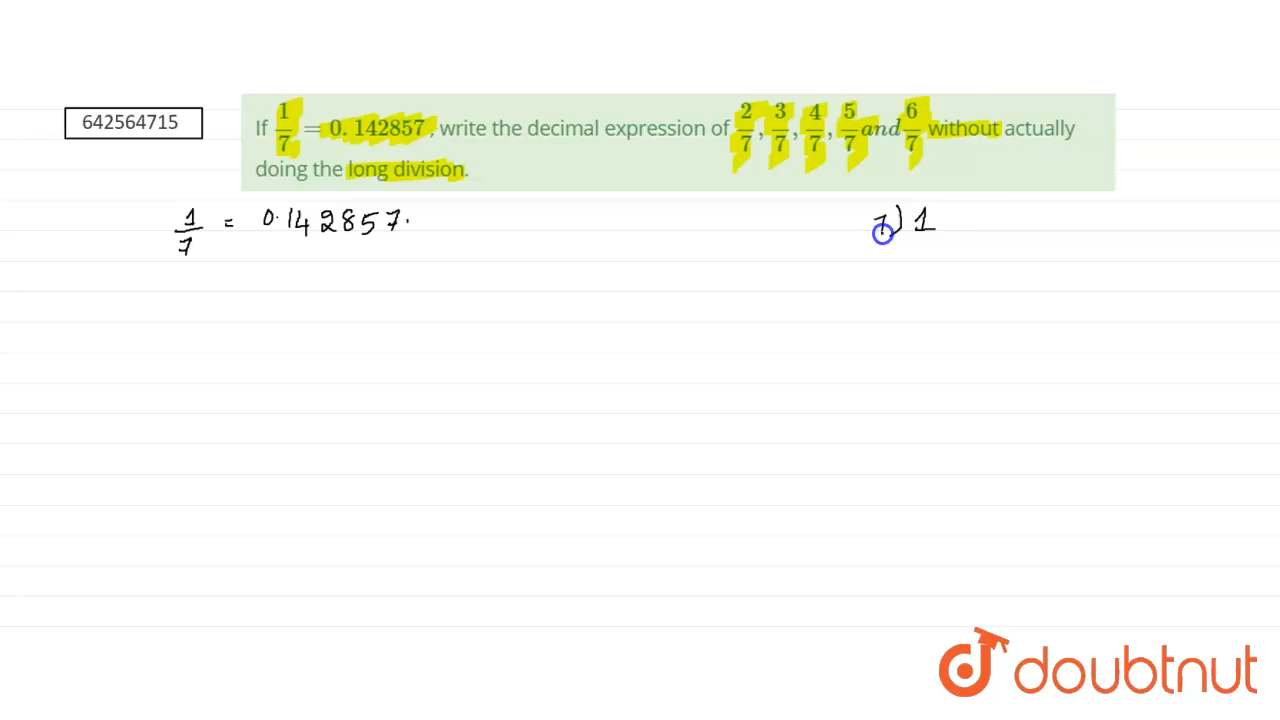 642564715
If 1/7 = 0.142857, write the decimal expression of 2/7, 3/7, 4/7, 5/7 and 6/7 without actually
doing the long division.
1/7 = 0.142857.
7) 1
doubtnut